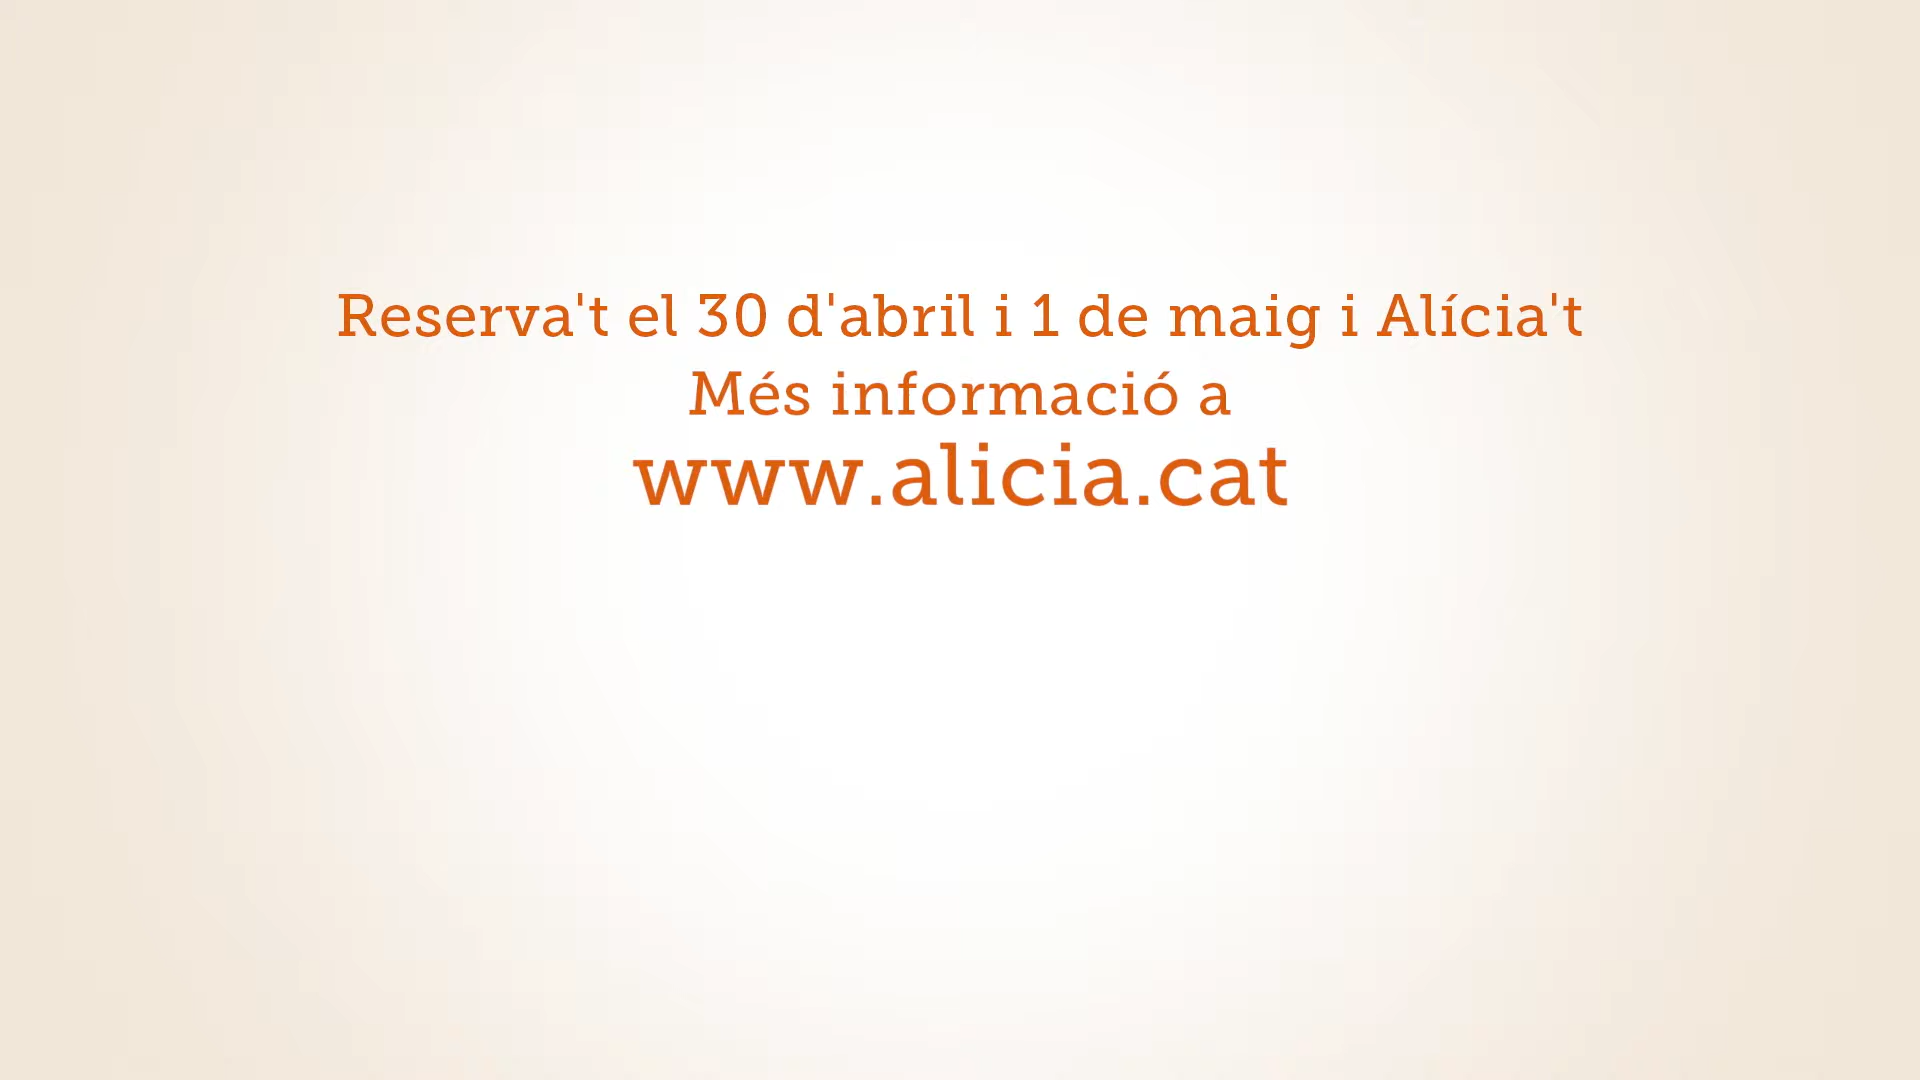 Reserva't el 30 d'abril i 1 de maig i Alícia't
Més informació a
www.alicia.cat